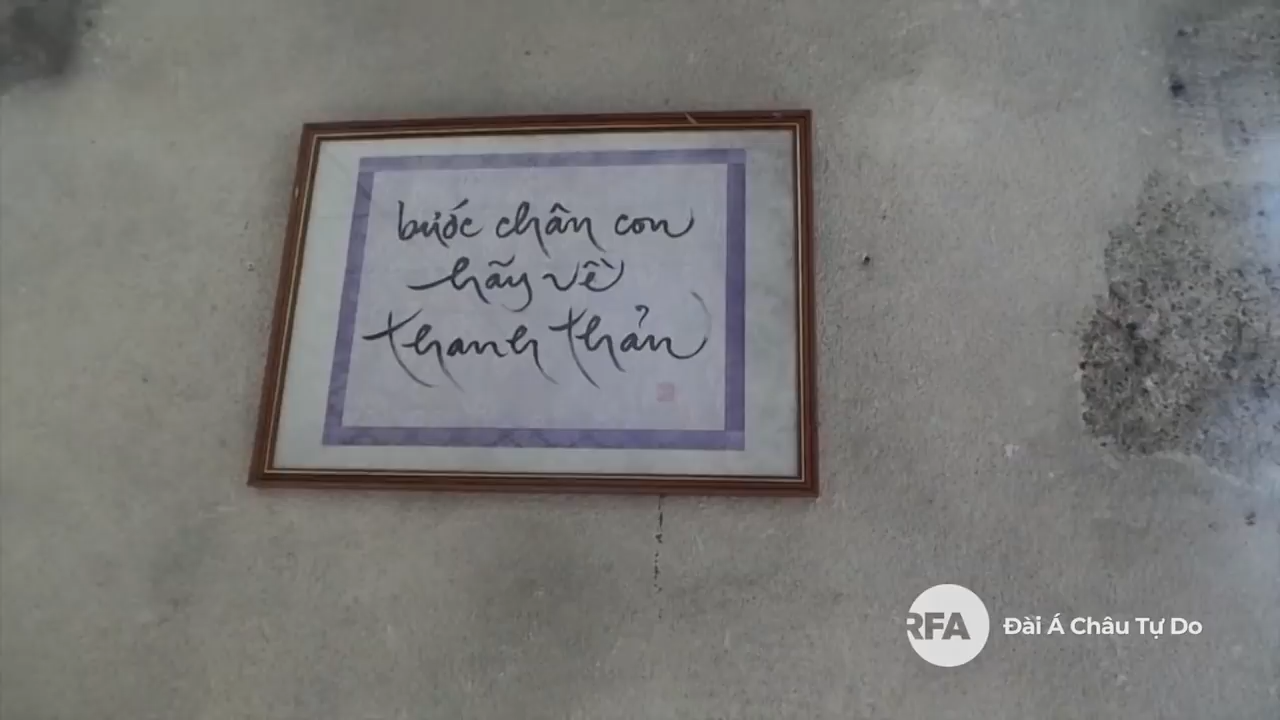 bước chân con
hãy về
thanh thản
RFA Đài Á Châu Tự Do